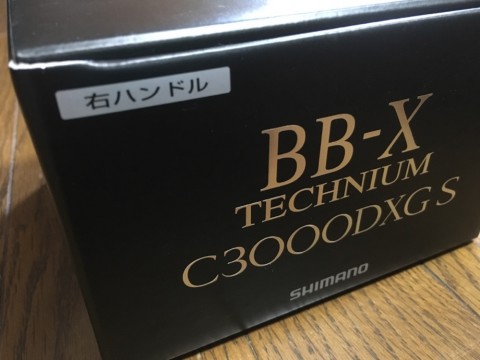 右ハンドル
BB-X
TECHNIUM
C3000DXG S
SHIMANO